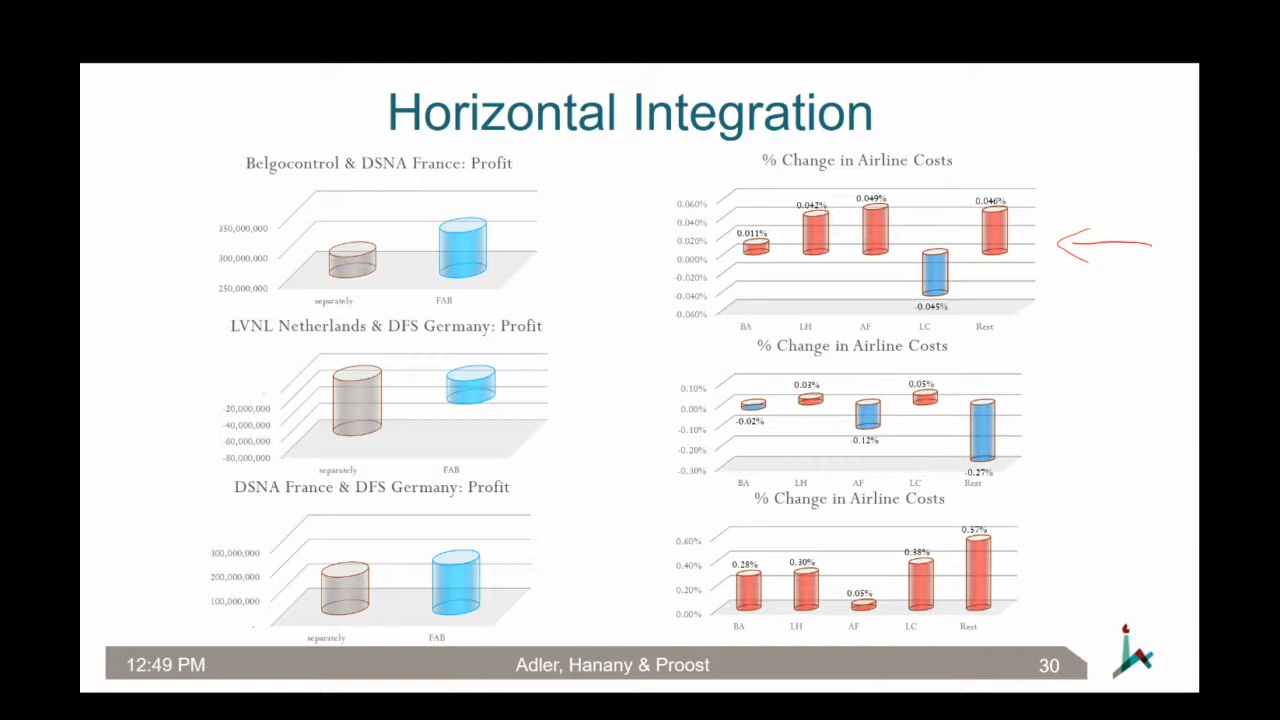 Horizontal Integration
Belgocontrol & DSNA France: Profit
350,000,000
300,000,000
250,000,000
separately FAB
% Change in Airline Costs
0.060%
0.040%
0.020%
0.000%
-0.020%
-0.040%
-0.060%
0.011% 0.042% 0.049% -0.045% 0.046%
BA LH AF LC Rest
LVNL Netherlands & DFS Germany: Profit
-
-20,000,000
-40,000,000
-60,000,000
-80,000,000
separately FAB
% Change in Airline Costs
0.10%
0.00%
-0.10%
-0.20%
-0.30%
-0.02% 0.03% -0.12% 0.05% -0.27%
BA LH AF LC Rest
DSNA France & DFS Germany: Profit
300,000,000
200,000,000
100,000,000
-
separately FAB
% Change in Airline Costs
0.60%
0.40%
0.20%
0.00%
0.28% 0.30% 0.05% 0.38% 0.57%
BA LH AF LC Rest
12:49 PM Adler, Hanany & Proost 30